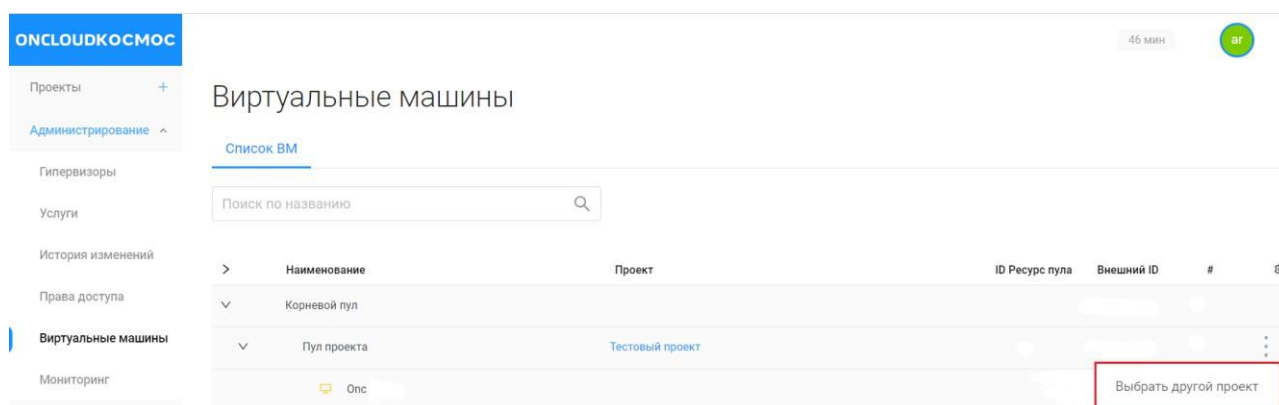 ONCLOUDКОСМОС
46 мин
ar
Проекты +
Виртуальные машины
Администрирование
Список ВМ
Гипервизоры
Поиск по названию
Услуги
История изменений
> Наименование Проект ID Ресурс пула Внешний ID #
Права доступа
Корневой пул
Виртуальные машины
Пул проекта Тестовый проект
Мониторинг
Onc
Выбрать другой проект